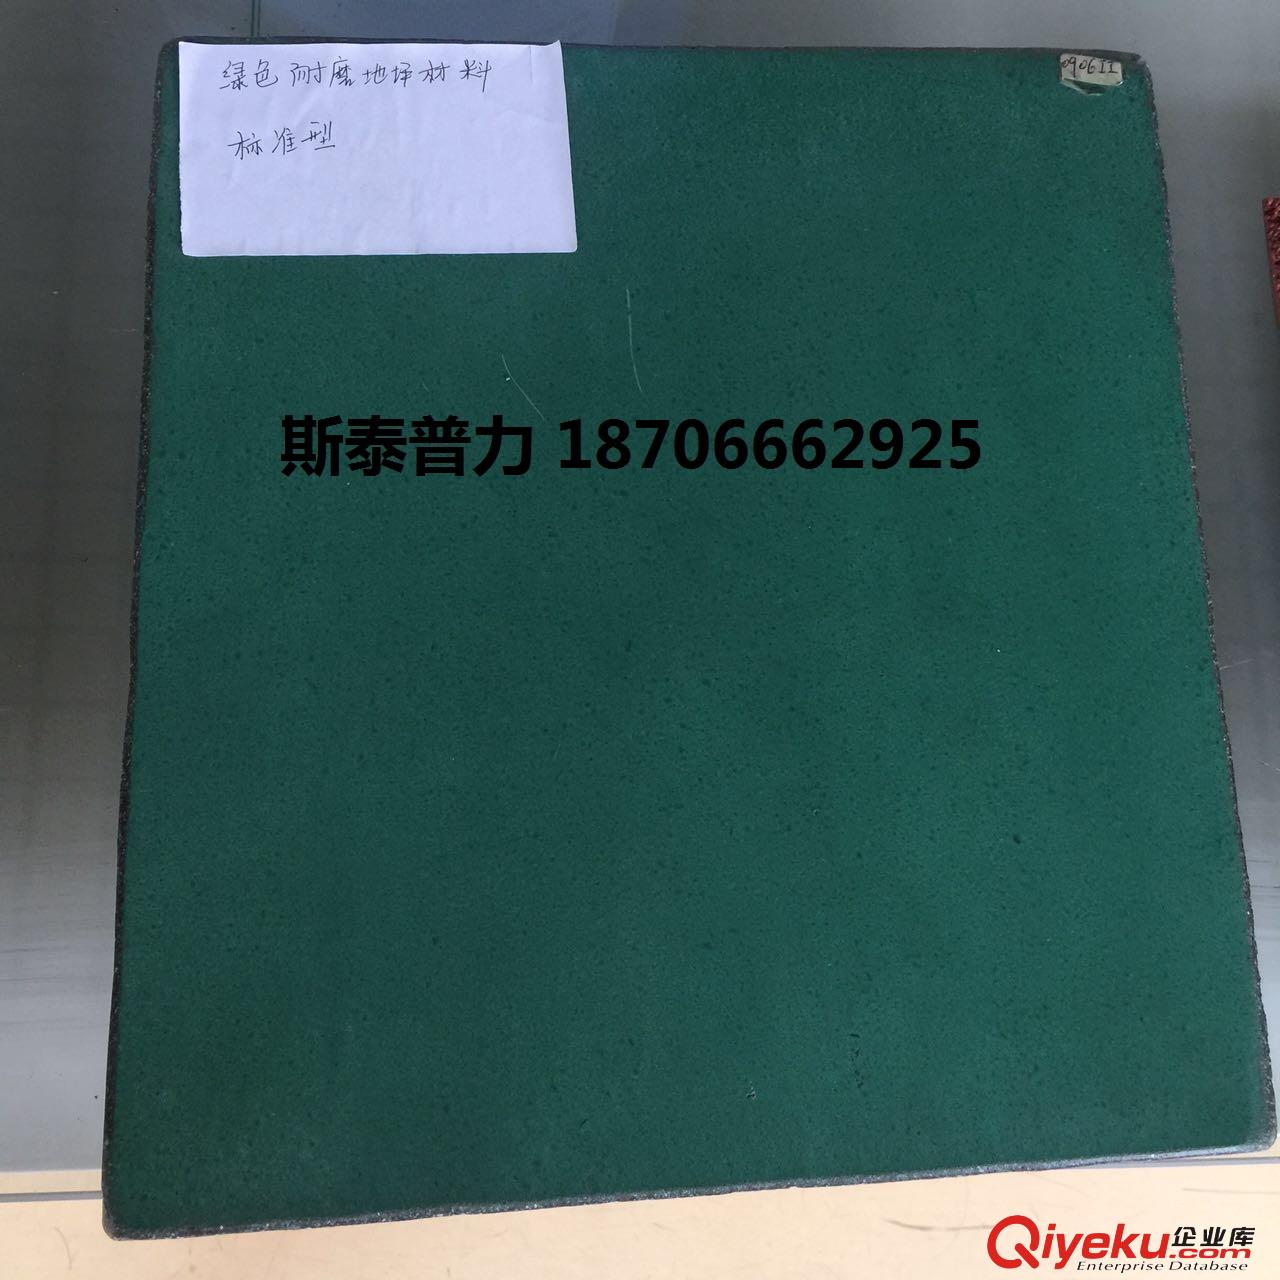 绿色耐磨地坪材料
标准型
090611
斯泰普力 18706662925
Qiyeku企业库
.com
Enterprise Database